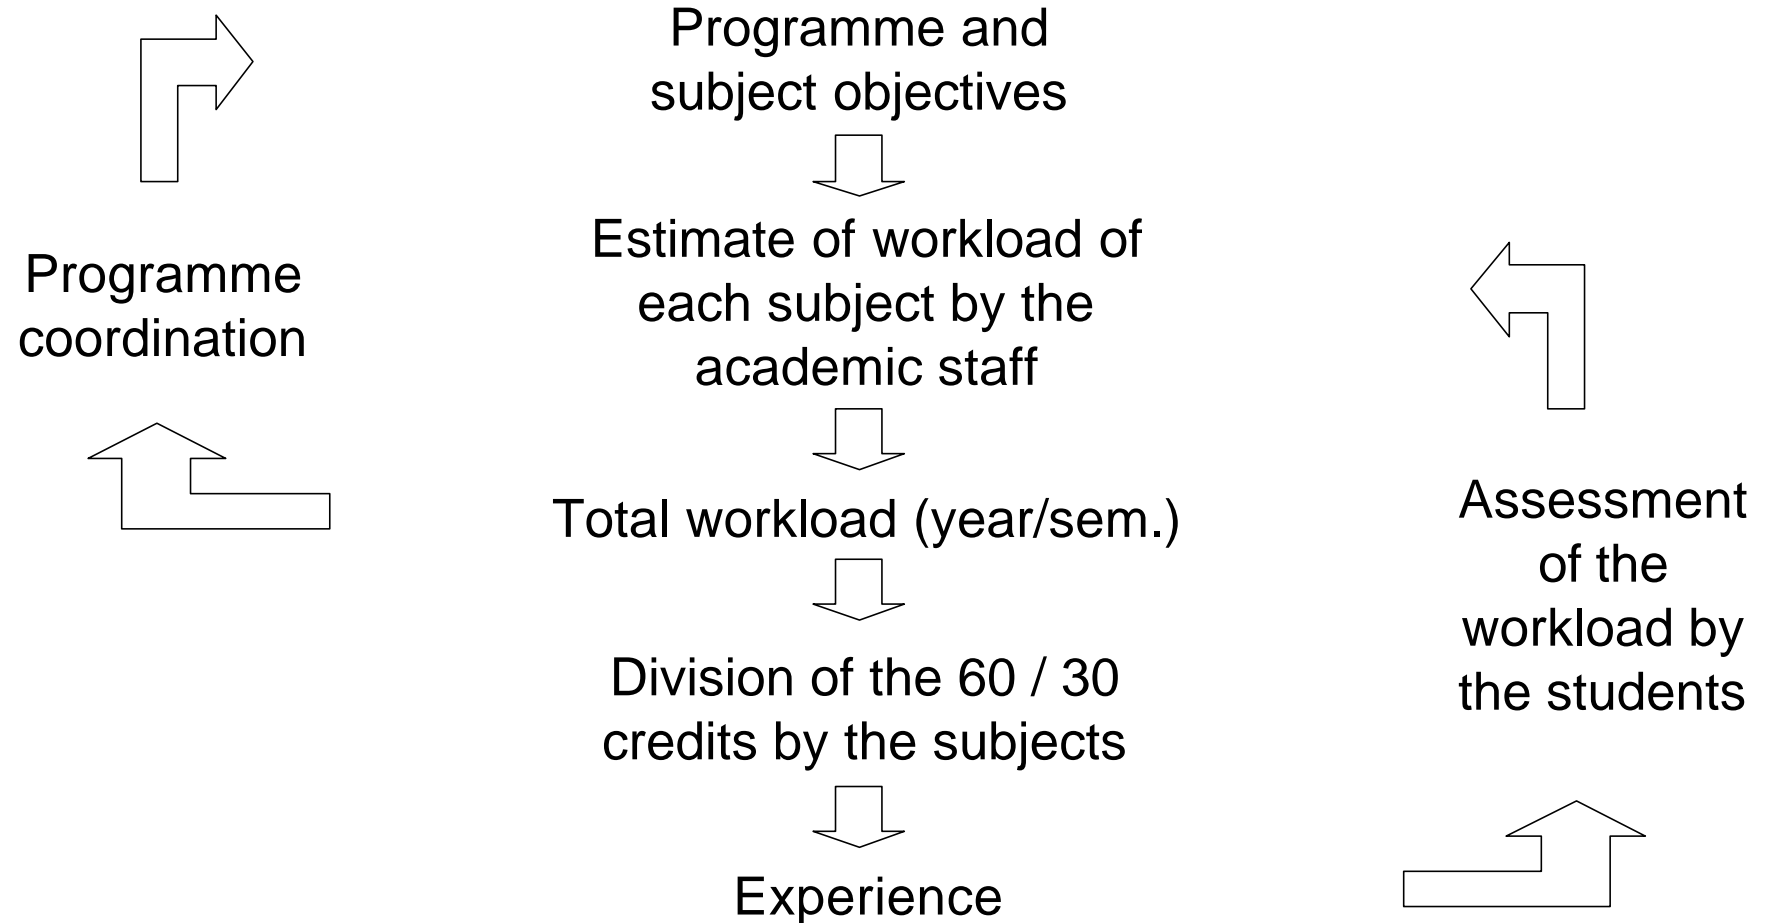 Programme and
subject objectives
Estimate of workload of
each subject by the
academic staff
Total workload (year/sem.)
Division of the 60 / 30
credits by the subjects
Experience
Programme
coordination
Assessment
of the
workload by
the students